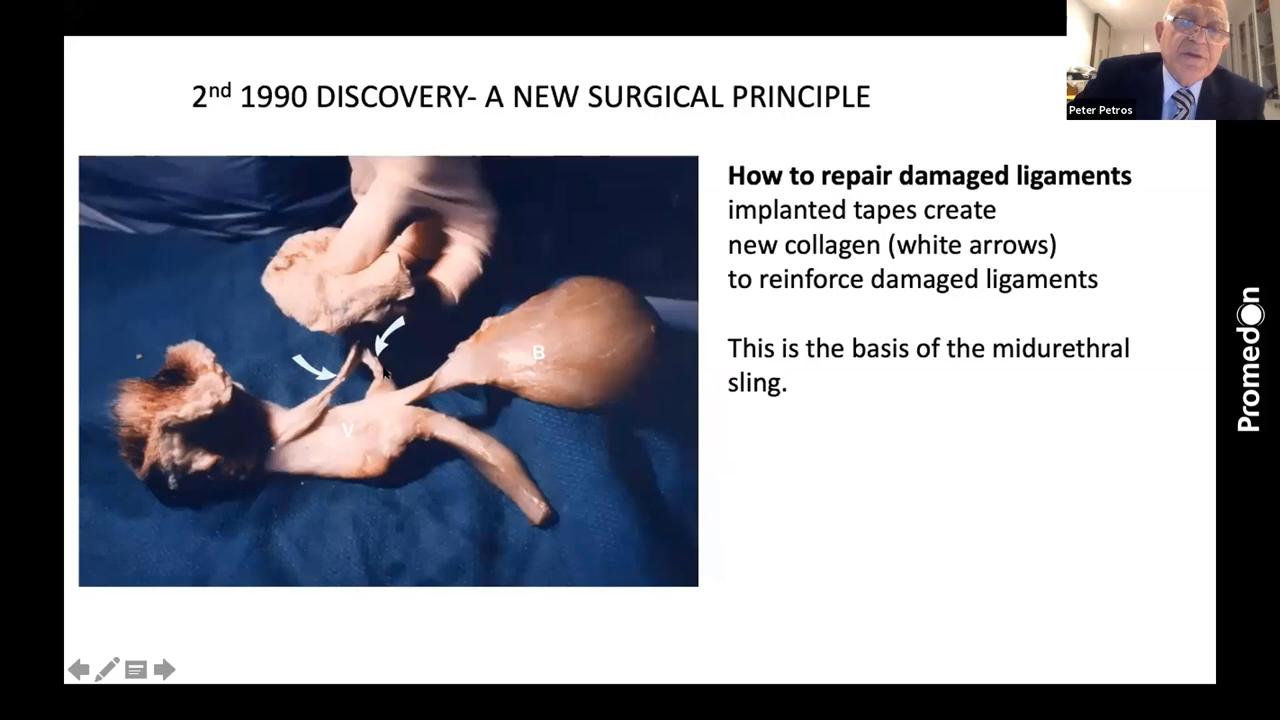 2nd 1990 DISCOVERY- A NEW SURGICAL PRINCIPLE
Peter Petros
How to repair damaged ligaments
implanted tapes create
new collagen (white arrows)
to reinforce damaged ligaments
This is the basis of the midurethral
sling.
B
V
Promedon